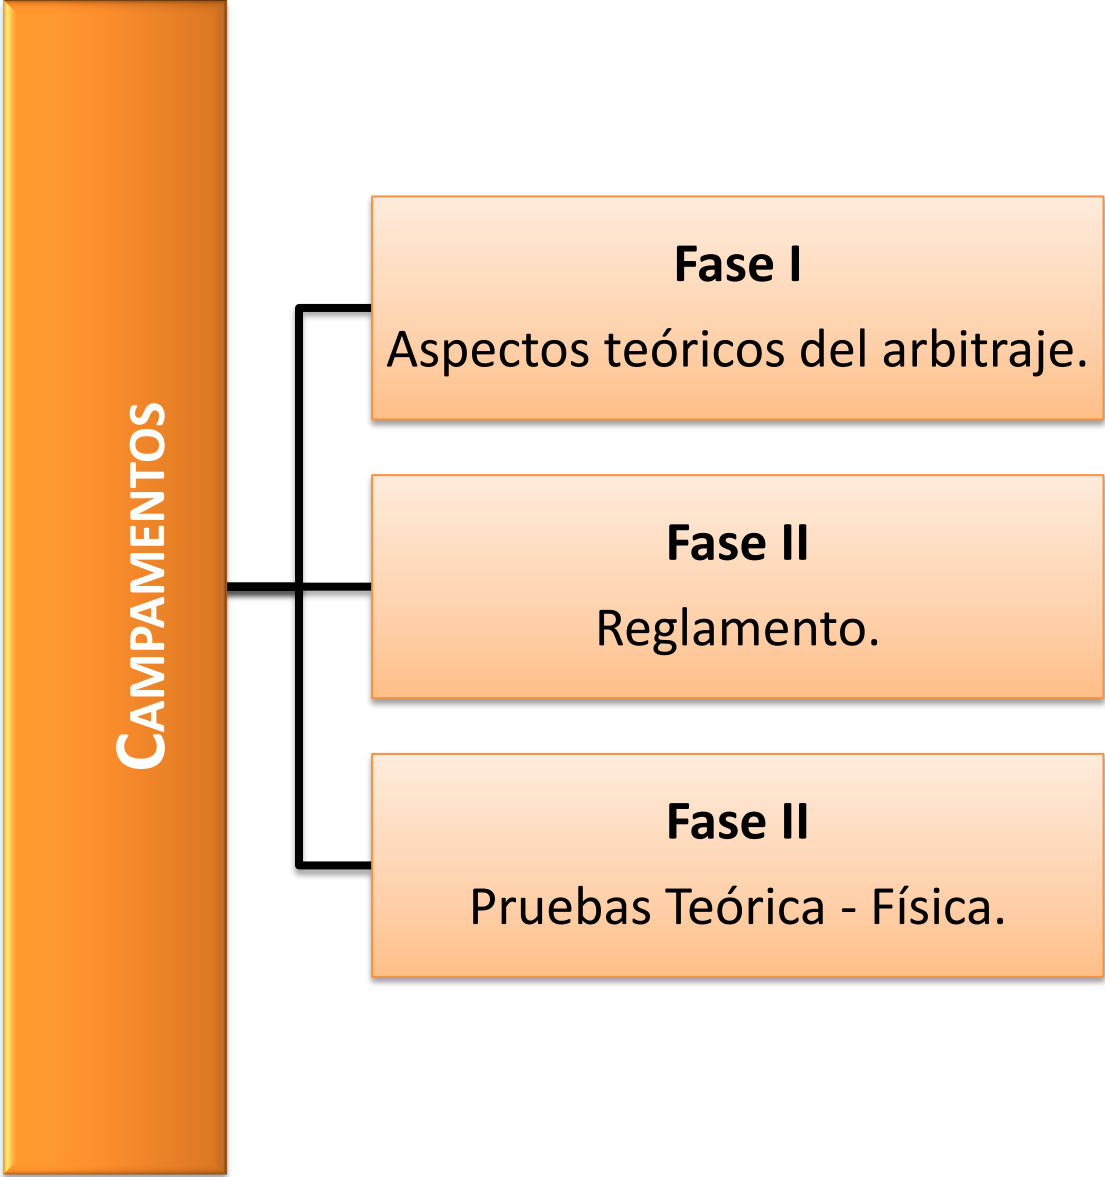 CAMPAMENTOS
Fase I
Aspectos teóricos del arbitraje.
Fase II
Reglamento.
Fase II
Pruebas Teórica - Física.